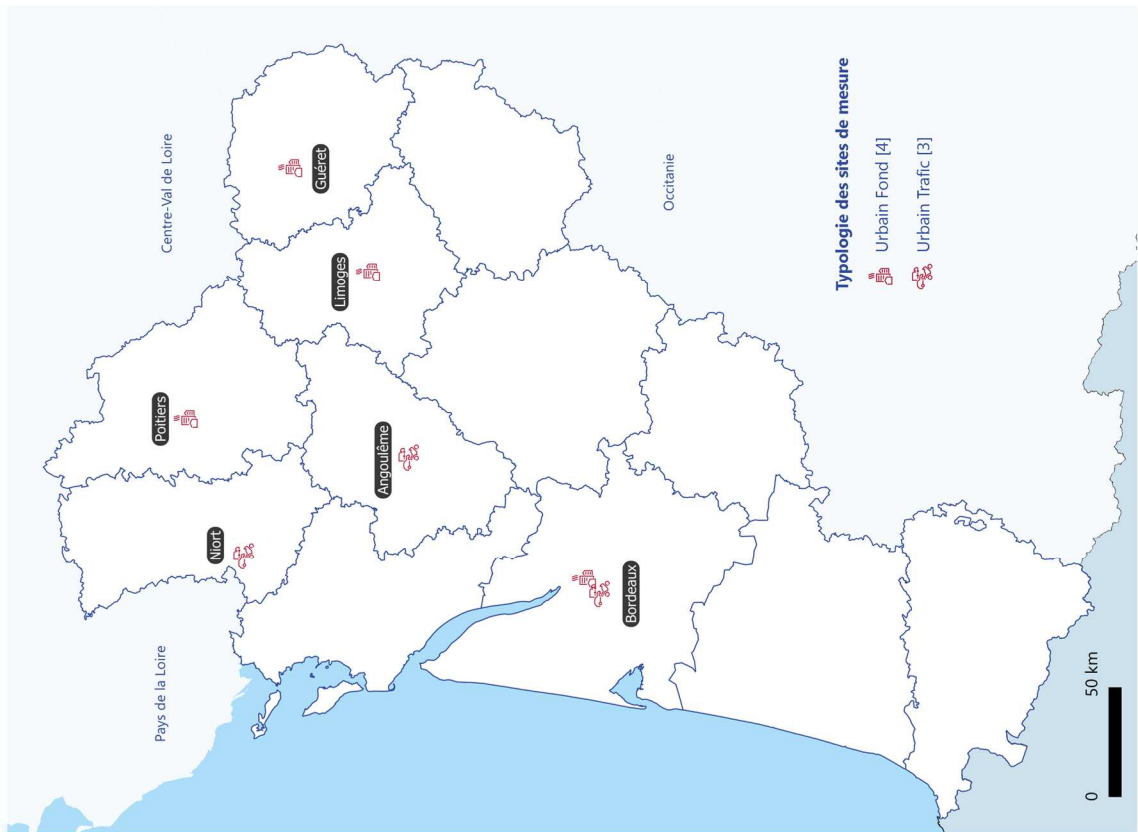 Centre-Val de Loire
Pays de la Loire
Poitiers
Niort
Guéret
Limoges
Angoulême
Bordeaux
Occitanie
Typologie des sites de mesure
Urbain Fond [4]
Urbain Trafic [3]
0
50 km